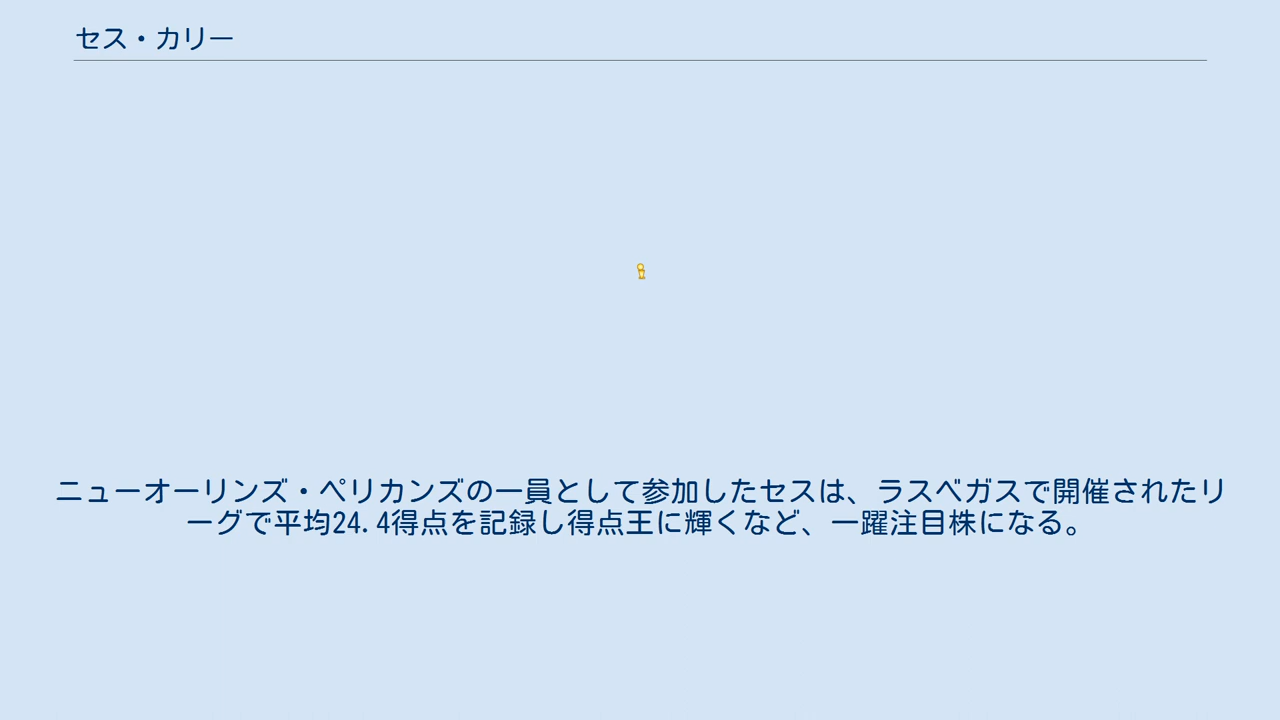 セス・カリー
ニューオーリンズ・ペリカンズの一員として参加したセスは、ラスベガスで開催されたリ
ーグで平均24.4得点を記録し得点王に輝くなど、一躍注目株になる。